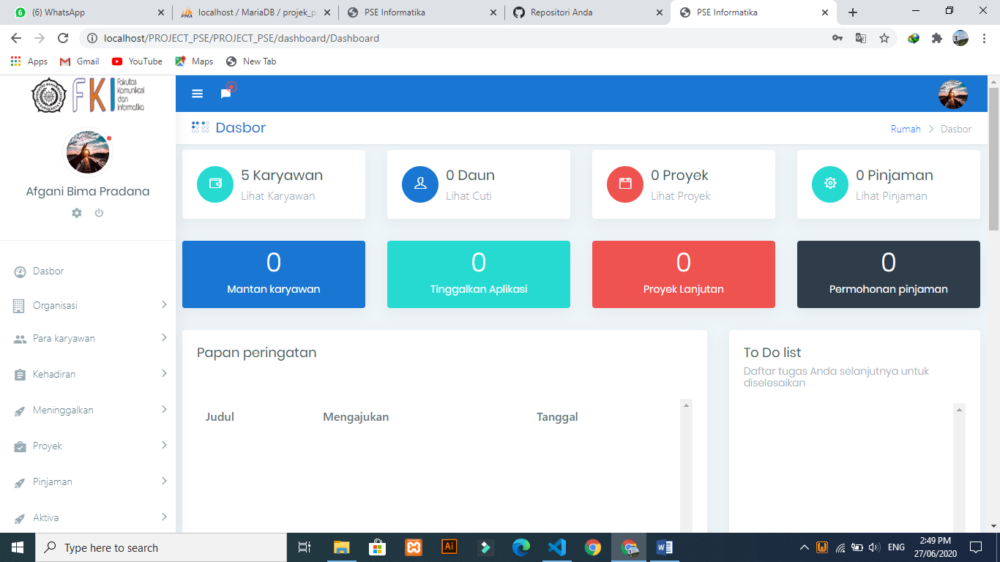 (6) WhatsApp
localhost / MariaDB / projek_p
PSE Informatika
Repositori Anda
PSE Informatika
localhost/PROJECT_PSE/PROJECT_PSE/dashboard/Dashboard
Apps
Gmail
YouTube
Maps
New Tab
FKI
Fakultas
Komunikasi
dan
Informatika
Afgani Bima Pradana
Dasbor
Organisasi
Para karyawan
Kehadiran
Meninggalkan
Proyek
Pinjaman
Aktiva
Dasbor
Rumah > Dasbor
5 Karyawan
Lihat Karyawan
0 Daun
Lihat Cuti
0 Proyek
Lihat Proyek
0 Pinjaman
Lihat Pinjaman
0
Mantan karyawan
0
Tinggalkan Aplikasi
0
Proyek Lanjutan
0
Permohonan pinjaman
Papan peringatan
Judul Mengajukan Tanggal
To Do list
Daftar tugas Anda selanjutnya untuk
diselesaikan
Type here to search
Ai
ENG
2:49 PM
27/06/2020